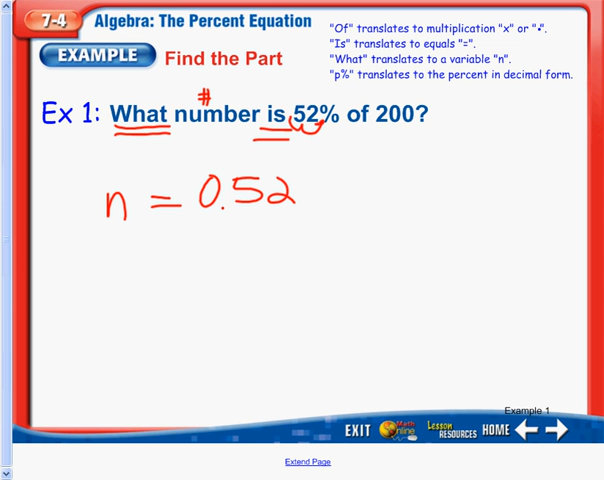 7-4 Algebra: The Percent Equation
EXAMPLE Find the Part
"Of" translates to multiplication "x" or "•".
"Is" translates to equals "=".
"What" translates to a variable "n".
"p%" translates to the percent in decimal form.
#
Ex 1: What number is 52% of 200?
n = 0.52
Example 1
EXIT Math Online Lesson RESOURCES HOME
Extend Page